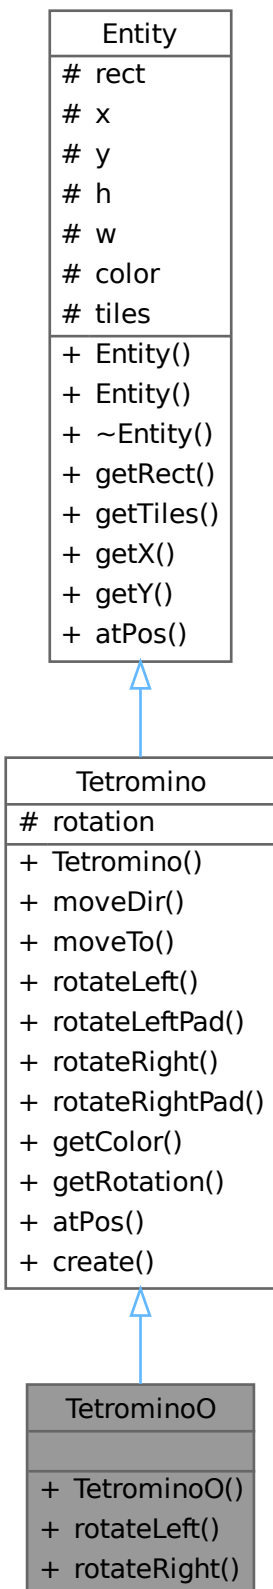 Entity
# rect
# x
# y
# h
# w
# color
# tiles
+ Entity()
+ Entity()
+ ~Entity()
+ getRect()
+ getTiles()
+ getX()
+ getY()
+ atPos()
Tetromino
# rotation
+ Tetromino()
+ moveDir()
+ moveTo()
+ rotateLeft()
+ rotateLeftPad()
+ rotateRight()
+ rotateRightPad()
+ getColor()
+ getRotation()
+ atPos()
+ create()
TetrominoO
+ TetrominoO()
+ rotateLeft()
+ rotateRight()